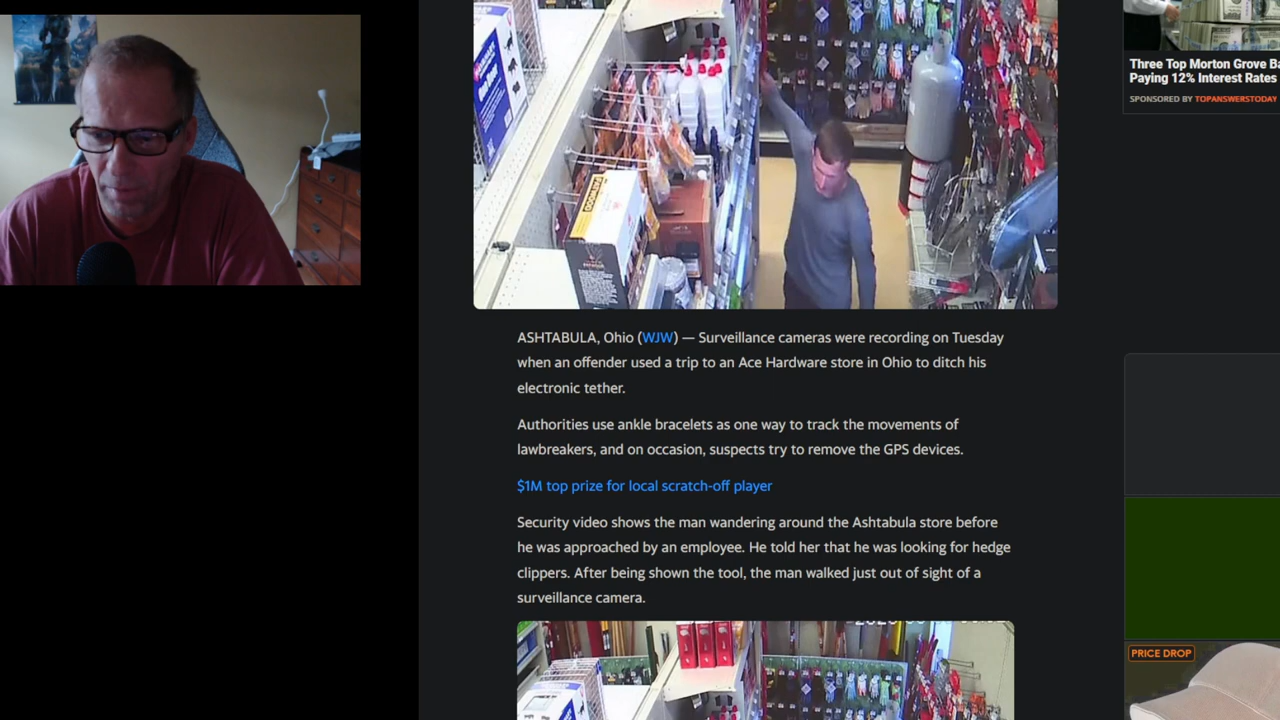 Three Top Morton Grove Ba
Paying 12% Interest Rates
SPONSORED BY TOPANSWERSTODAY
ASHTABULA, Ohio (WJW) — Surveillance cameras were recording on Tuesday
when an offender used a trip to an Ace Hardware store in Ohio to ditch his
electronic tether.
Authorities use ankle bracelets as one way to track the movements of
lawbreakers, and on occasion, suspects try to remove the GPS devices.
$1M top prize for local scratch-off player
Security video shows the man wandering around the Ashtabula store before
he was approached by an employee. He told her that he was looking for hedge
clippers. After being shown the tool, the man walked just out of sight of a
surveillance camera.
PRICE DROP